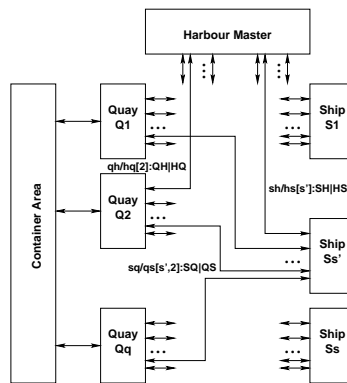 Harbour Master
Quay
Q1
Ship
S1
qh/hq[2]:QH|HQ
Quay
Q2
sh/hs[s']:SH|HS
Container Area
sq/qs[s',2]:SQ|QS
Ship
Ss'
Quay
Qq
Ship
Ss